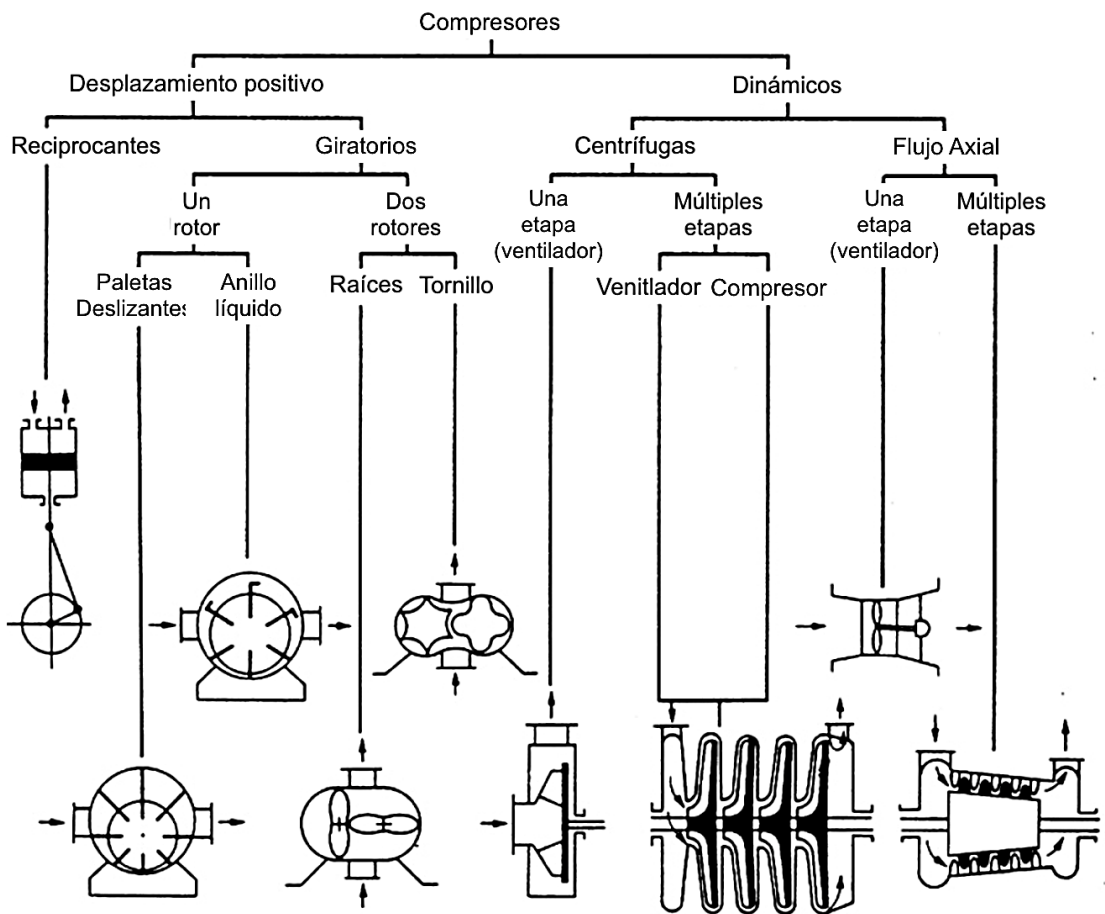 Compresores
Desplazamiento positivo
Dinámicos
Reciprocantes
Giratorios
Centrífugas
Flujo Axial
Un
rotor
Dos
rotores
Una
etapa
(ventilador)
Múltiples
etapas
Una
etapa
(ventilador)
Múltiples
etapas
Paletas
Deslizantes
Anillo
líquido
Raíces
Tornillo
Venitlador
Compresor